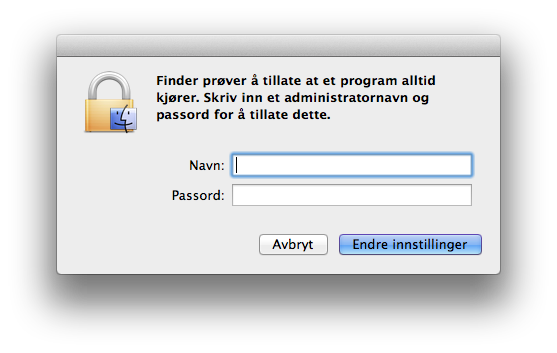 Finder prøver å tillate at et program alltid
kjører. Skriv inn et administratornavn og
passord for å tillate dette.
Navn:
Passord:
Avbryt
Endre innstillinger